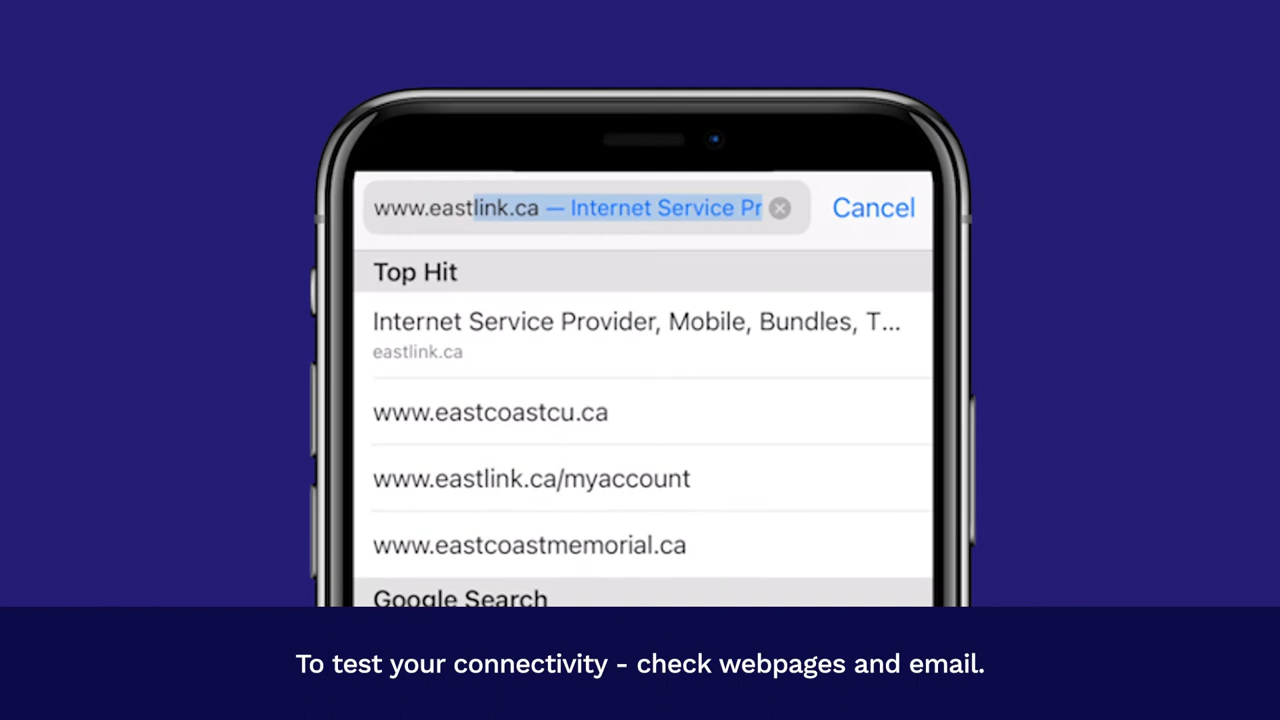 www.eastlink.ca — Internet Service Pr
Cancel
Top Hit
Internet Service Provider, Mobile, Bundles, T...
eastlink.ca
www.eastcoastcu.ca
www.eastlink.ca/myaccount
www.eastcoastmemorial.ca
Google Search
To test your connectivity - check webpages and email.